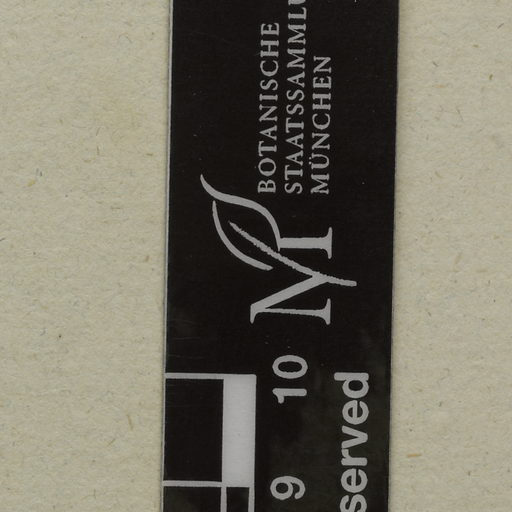 BOTANISCHE
STAATSSAMMLU
MÜNCHEN
9 10
served